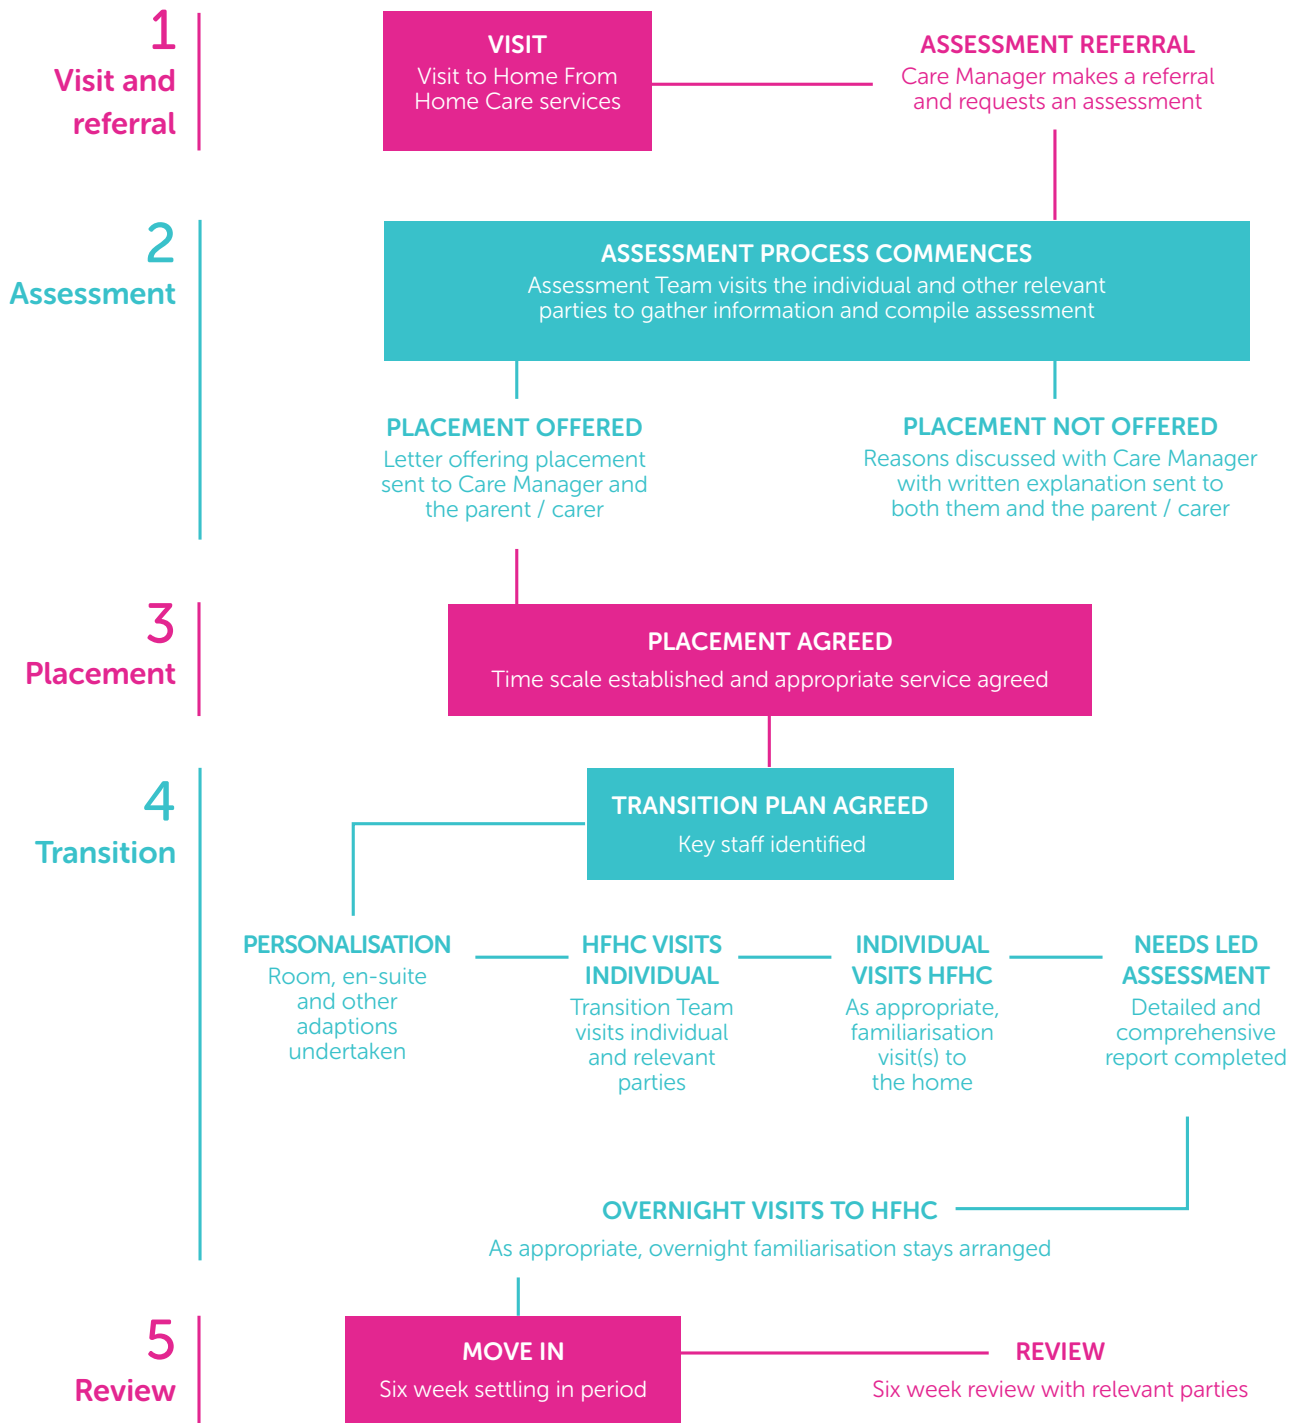 1
Visit and
referral
VISIT
Visit to Home From
Home Care services
ASSESSMENT REFERRAL
Care Manager makes a referral
and requests an assessment
2
Assessment
ASSESSMENT PROCESS COMMENCES
Assessment Team visits the individual and other relevant
parties to gather information and compile assessment
PLACEMENT OFFERED
Letter offering placement
sent to Care Manager and
the parent / carer
PLACEMENT NOT OFFERED
Reasons discussed with Care Manager
with written explanation sent to
both them and the parent / carer
3
Placement
PLACEMENT AGREED
Time scale established and appropriate service agreed
4
Transition
TRANSITION PLAN AGREED
Key staff identified
PERSONALISATION
Room, en-suite
and other
adaptions
undertaken
HFHC VISITS
INDIVIDUAL
Transition Team
visits individual
and relevant
parties
INDIVIDUAL
VISITS HFHC
As appropriate,
familiarisation
visit(s) to
the home
NEEDS LED
ASSESSMENT
Detailed and
comprehensive
report completed
OVERNIGHT VISITS TO HFHC
As appropriate, overnight familiarisation stays arranged
5
Review
MOVE IN
Six week settling in period
REVIEW
Six week review with relevant parties